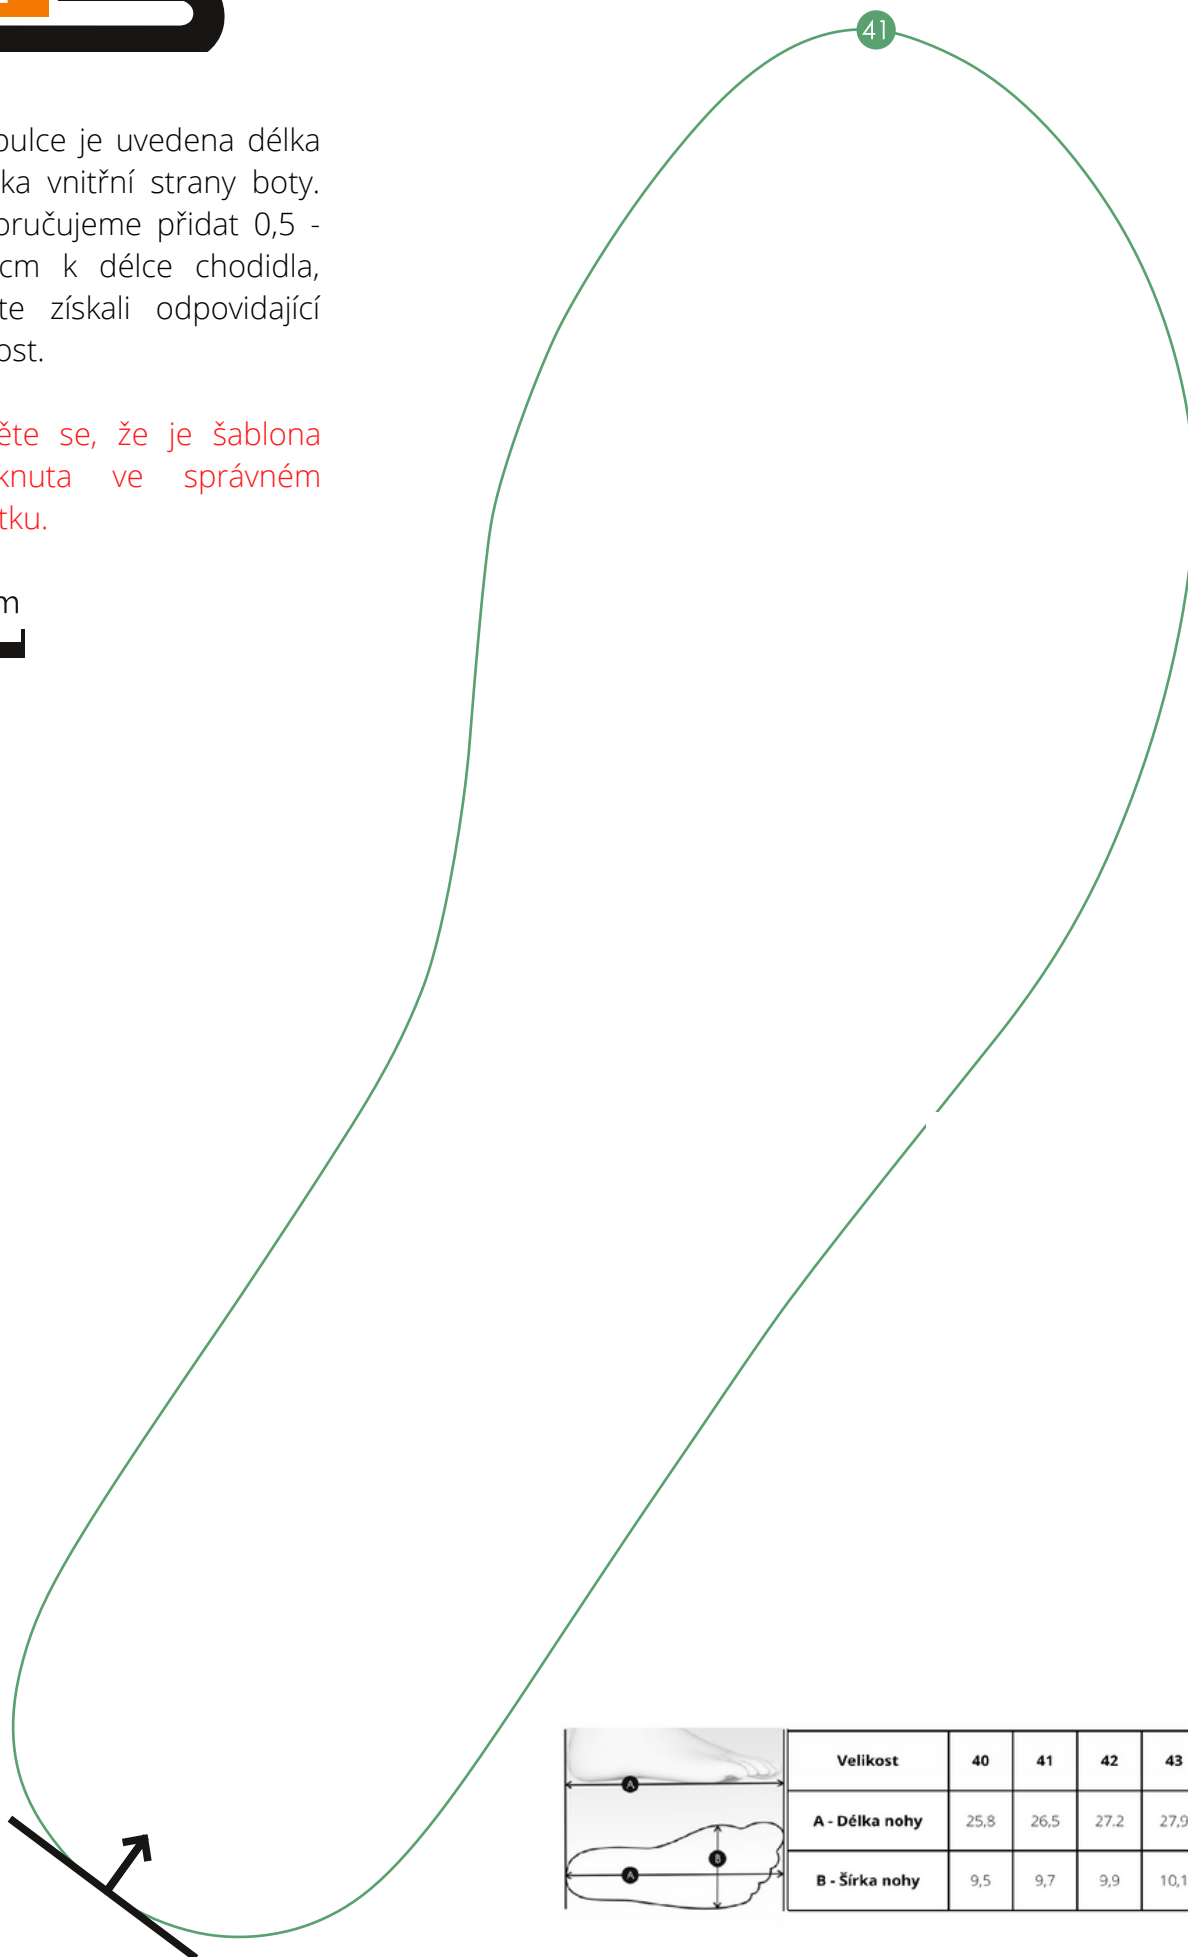 41
bulce je uvedena délka
ka vnitřní strany boty.
oručujeme přidat 0,5 -
cm k délce chodidla,
te získali odpovidající
ost.
ěte se, že je šablona
knuta ve správném
tku.
m
Velikost 40 41 42 43
A - Délka nohy 25,8 26,5 27.2 27,9
B - Šírka nohy 9,5 9,7 9,9 10,1
A
A
B